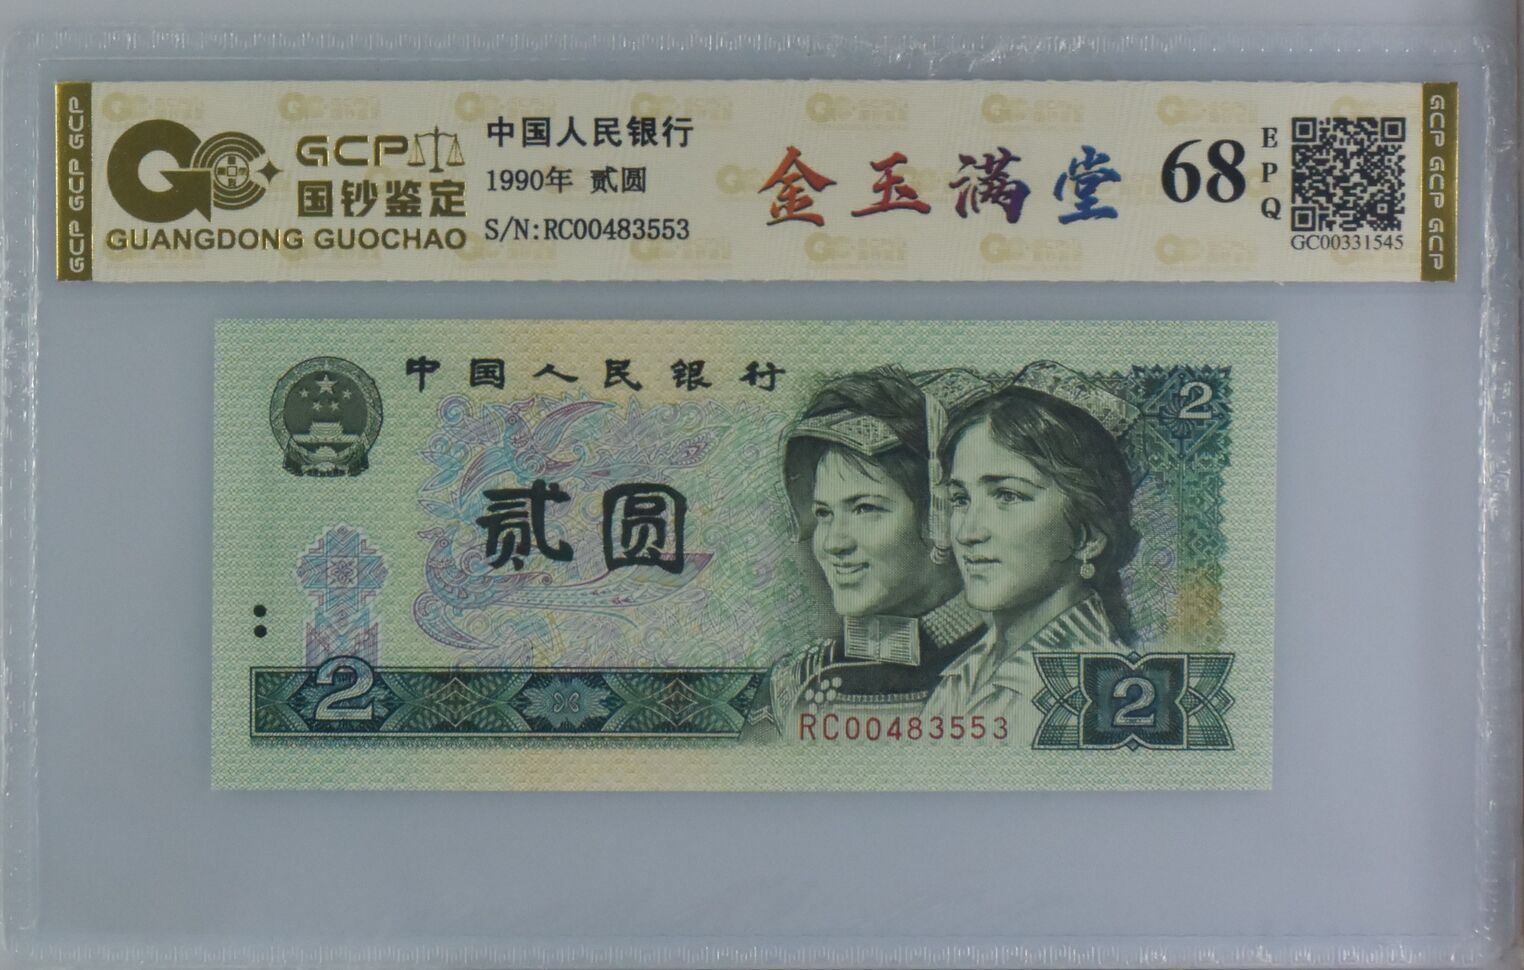 GCP GCP GCP
GCP
国钞鉴定
GUANGDONG GUOCHAO
中国人民银行
1990年 贰圆
S/N:RC00483553
金玉满堂
68
EPQ
GC00331545
GCP GCP GCP
中国人民银行
2
贰圆
2
RC00483553
2